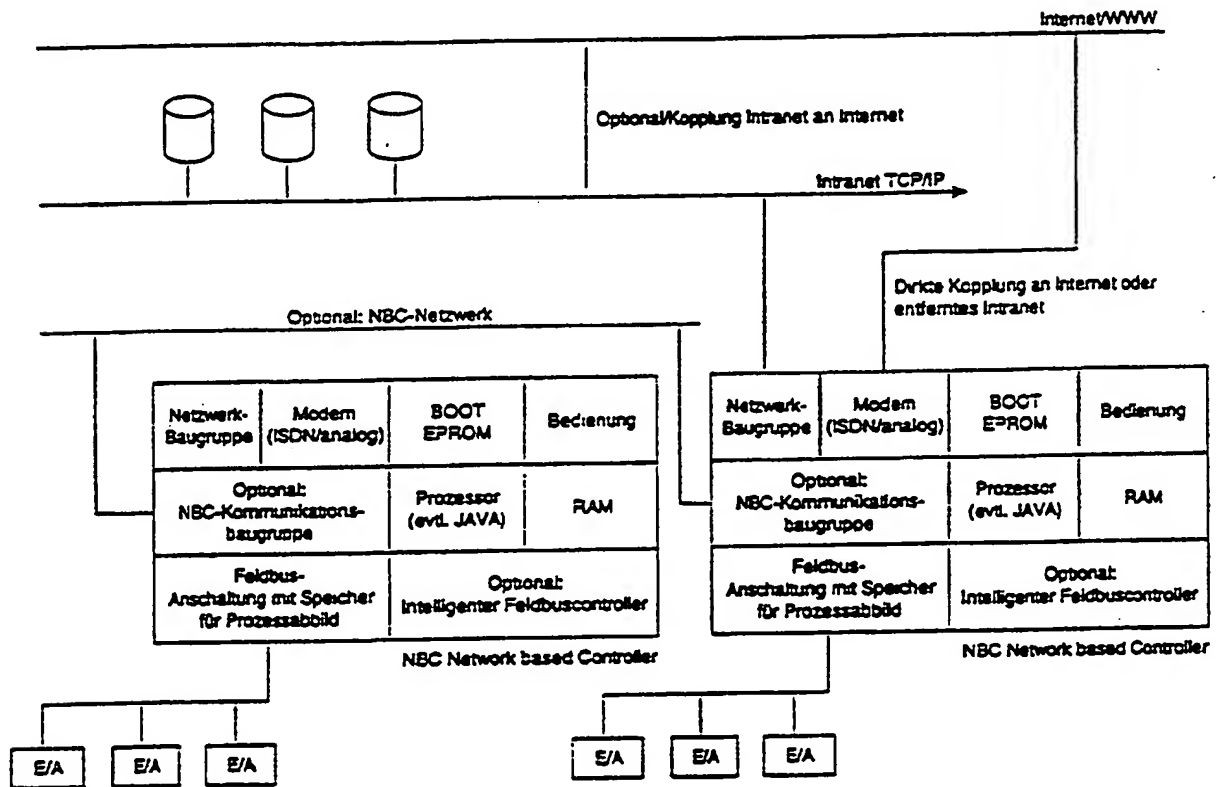 Internet/WWW
Optional/Kopplung Intranet an Internet
Intranet TCP/IP
Dirkte Kopplung an Internet oder
entferntes Intranet
Optional: NBC-Netzwerk
Netzwerk-
Baugruppe
Modem
(ISDN/analog)
BOOT
EPROM
Bedienung
Optional:
NBC-Kommunikations-
baugruppe
Prozessor
(evtl. JAVA)
RAM
Feldbus-
Anschaltung mit Speicher
für Prozessabbild
Optional:
Intelligenter Feldbuscontroller
NBC Network based Controller
E/A
E/A
E/A
Netzwerk-
Baugruppe
Modem
(ISDN/analog)
BOOT
EPROM
Bedienung
Optional:
NBC-Kommunikations-
baugruppe
Prozessor
(evtl. JAVA)
RAM
Feldbus-
Anschaltung mit Speicher
für Prozessabbild
Optional:
Intelligenter Feldbuscontroller
NBC Network based Controller
E/A
E/A
E/A